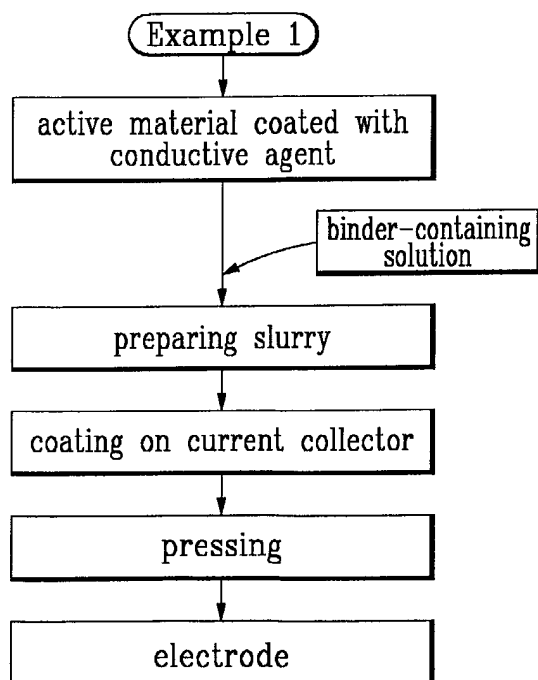 Example 1
active material coated with
conductive agent
binder-containing
solution
preparing slurry
coating on current collector
pressing
electrode